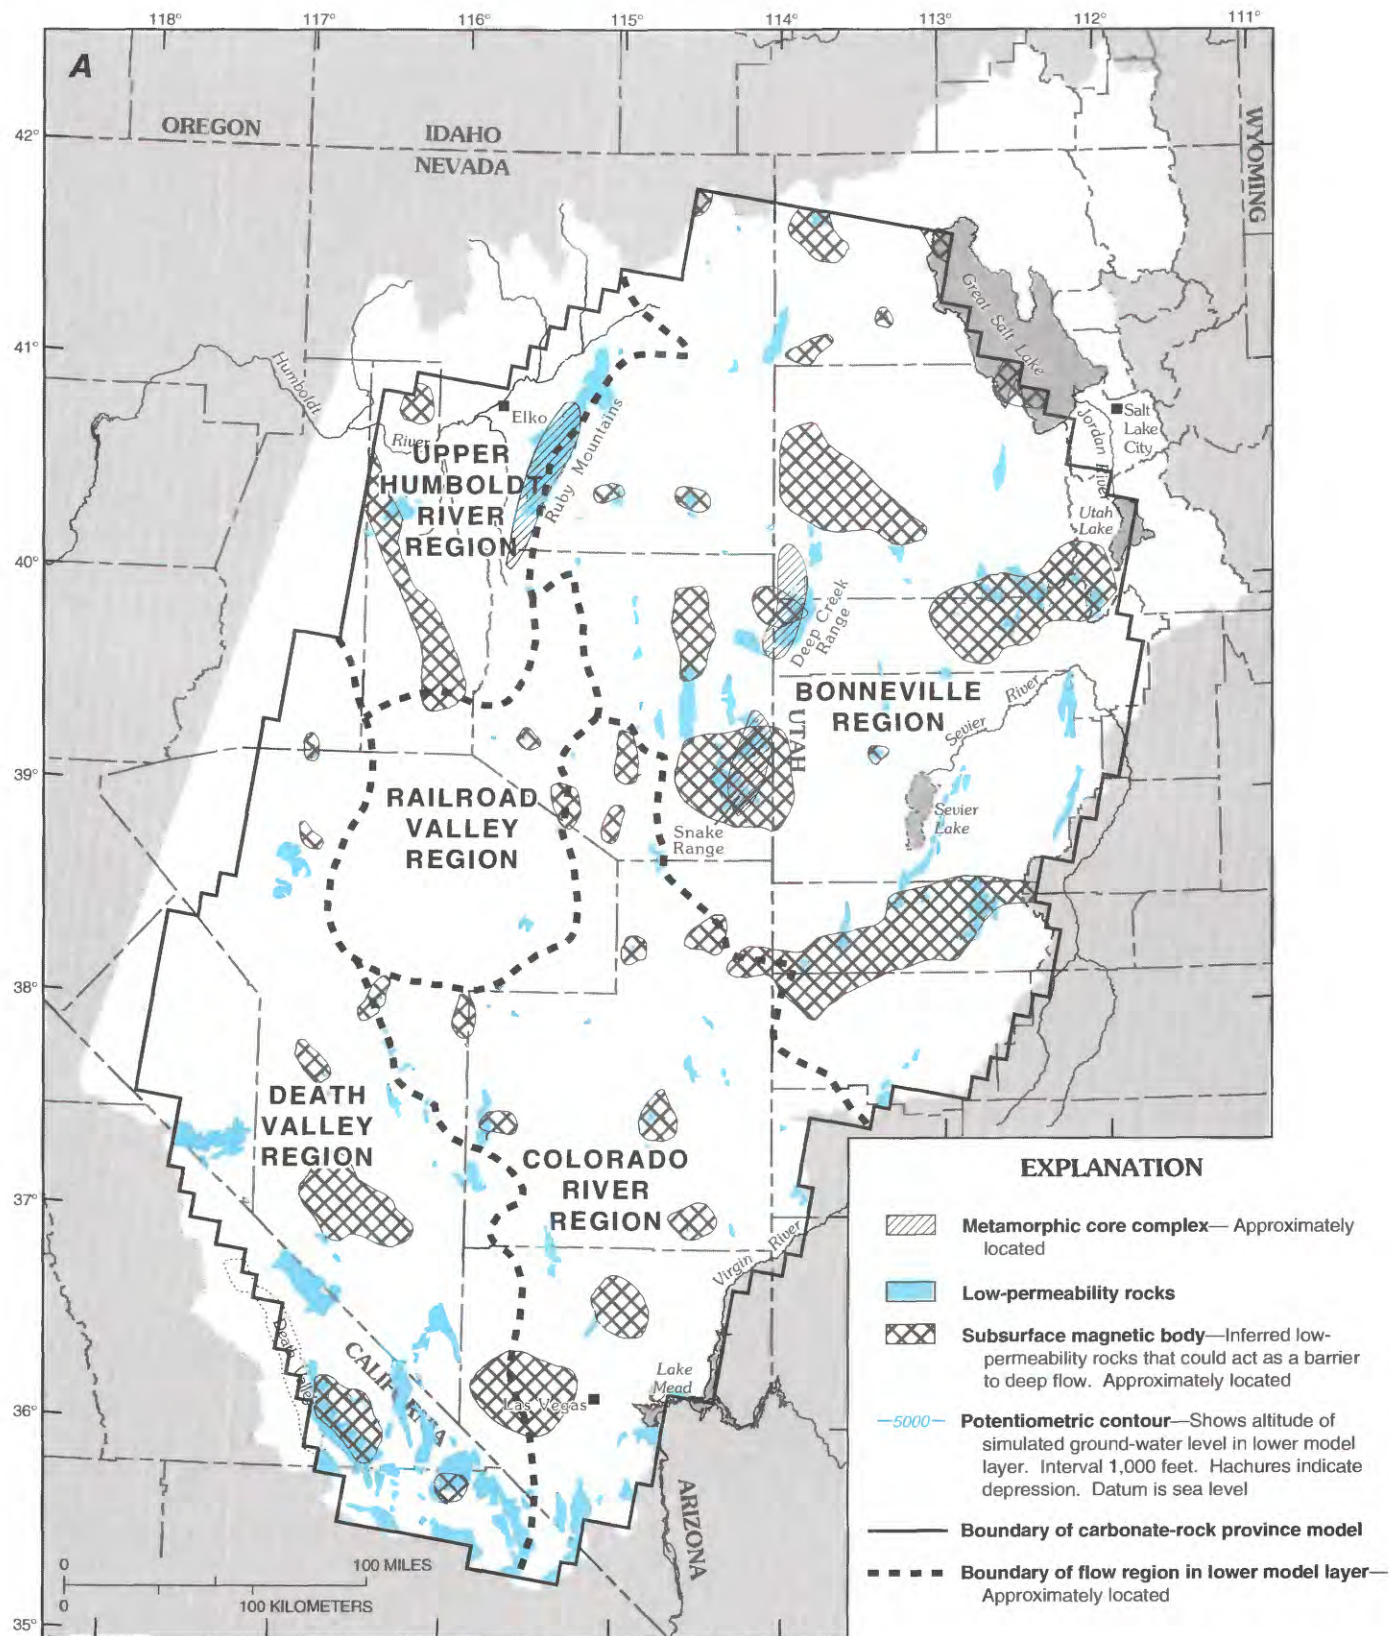 118° 117° 116° 115° 114° 113° 112° 111°
A
42°
41°
40°
39°
38°
37°
36°
35°
OREGON
IDAHO
NEVADA
WYOMING
Great Salt Lake
Humboldt
River
Elko
Ruby Mountains
Salt
Lake
City
Jordan River
Utah
Lake
UPPER
HUMBOLDT
RIVER
REGION
Deep Creek
Range
BONNEVILLE
REGION
UTAH
Sevier River
Sevier
Lake
RAILROAD
VALLEY
REGION
Snake
Range
DEATH
VALLEY
REGION
COLORADO
RIVER
REGION
Virgin River
Death Valley
Lake
Mead
Las Vegas
ARIZONA
0 100 MILES
0 100 KILOMETERS
EXPLANATION
Metamorphic core complex— Approximately
located
Low-permeability rocks
Subsurface magnetic body—Inferred low-
permeability rocks that could act as a barrier
to deep flow. Approximately located
—5000— Potentiometric contour—Shows altitude of
simulated ground-water level in lower model
layer. Interval 1,000 feet. Hachures indicate
depression. Datum is sea level
Boundary of carbonate-rock province model
Boundary of flow region in lower model layer—
Approximately located